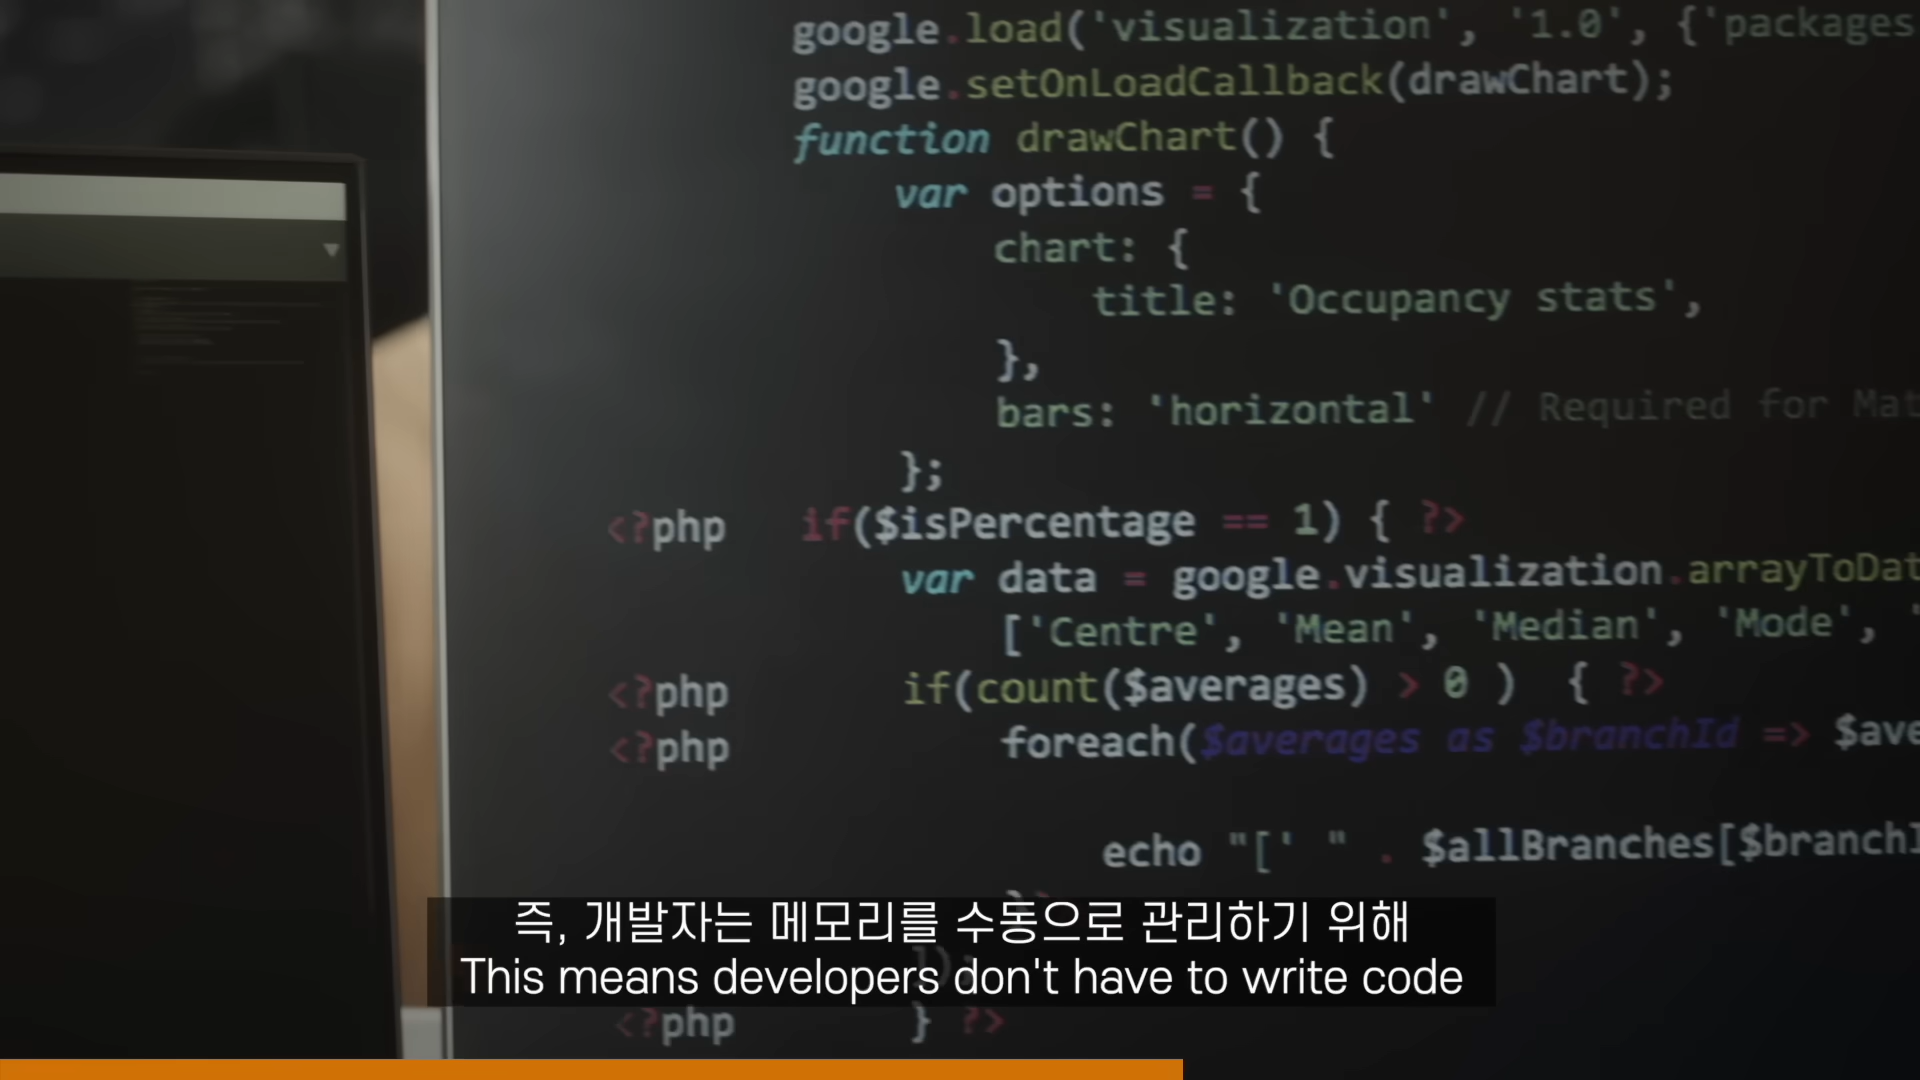 google.load('visualization', '1.0', {'packages
google.setOnLoadCallback(drawChart);
function drawChart() {
var options = {
chart: {
title: 'Occupancy stats',
},
bars: 'horizontal' // Required for Mat
};
<?php if($isPercentage == 1) { ?>
var data = google.visualization.arrayToDat
['Centre', 'Mean', 'Median', 'Mode', '
<?php if(count($averages) > 0 ) { ?>
<?php foreach($averages as $branchId => $ave
echo "[' " . $allBranches[$branchI
즉, 개발자는 메모리를 수동으로 관리하기 위해
This means developers don't have to write code
<?php } ?>